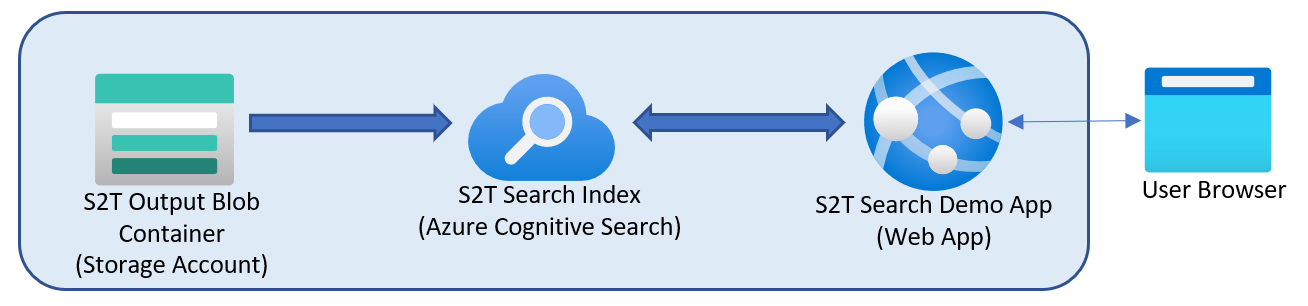 S2T Output Blob
Container
(Storage Account)
S2T Search Index
(Azure Cognitive Search)
S2T Search Demo App
(Web App)
User Browser